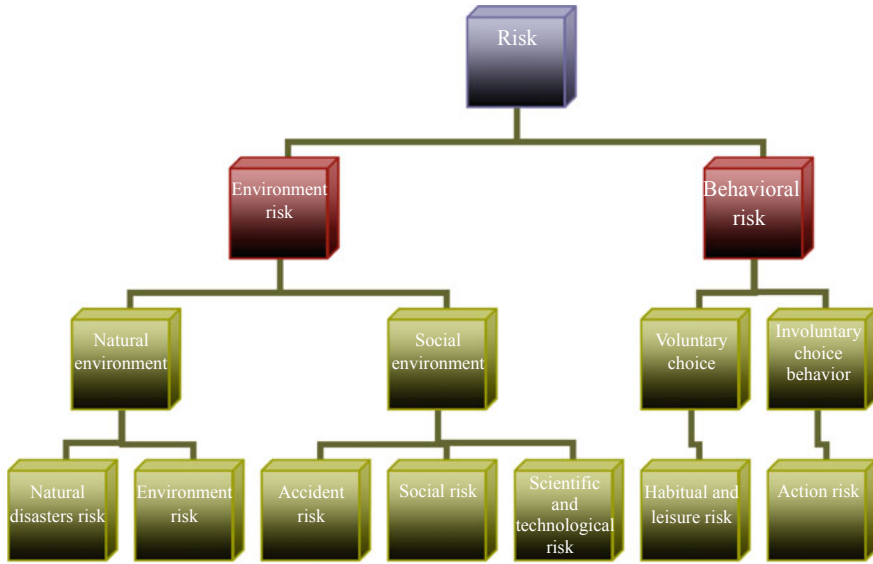 Risk
Environment
risk
Behavioral
risk
Natural
environment
Social
environment
Voluntary
choice
Involuntary
choice
behavior
Natural
disasters risk
Environment
risk
Accident
risk
Social risk
Scientific
and
technological
risk
Habitual and
leisure risk
Action risk